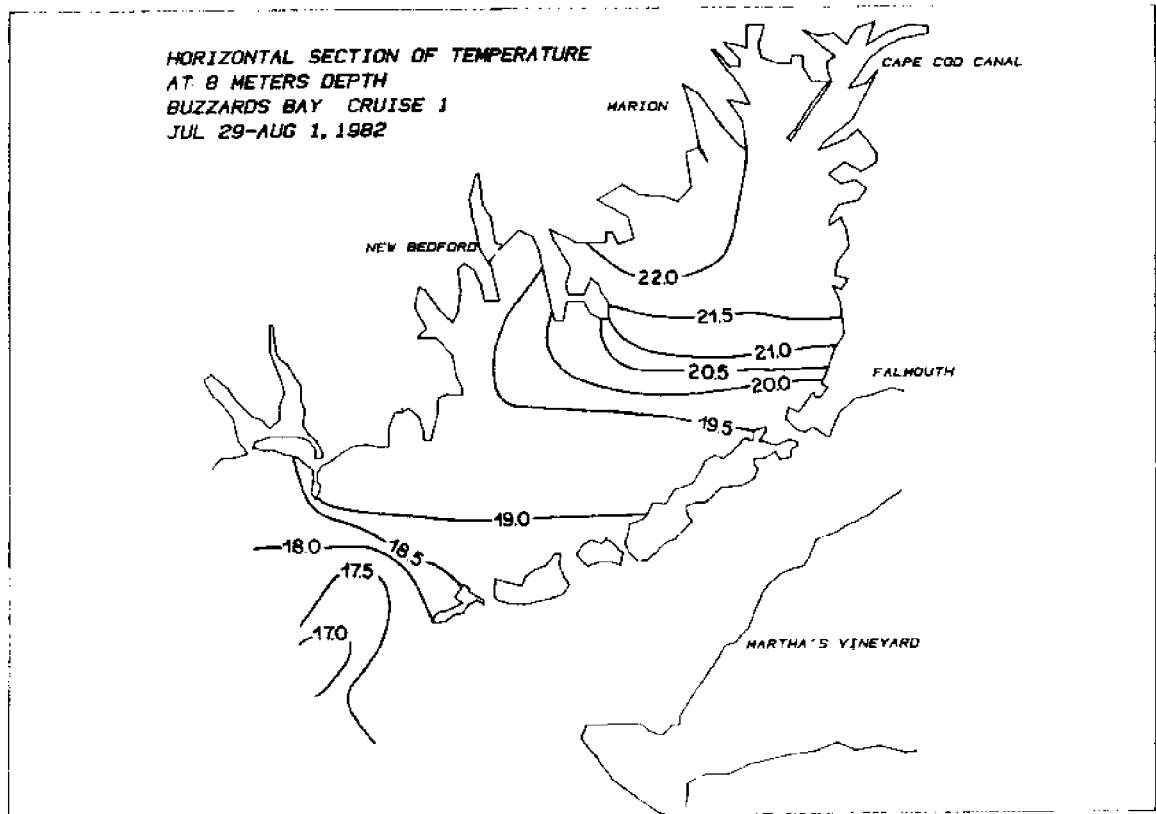 HORIZONTAL SECTION OF TEMPERATURE
AT 8 METERS DEPTH
BUZZARDS BAY CRUISE 1
JUL 29-AUG 1, 1982
CAPE COD CANAL
MARION
NEW BEDFORD
22.0
21.5
21.0
20.5
20.0
FALMOUTH
19.5
19.0
18.5
18.0
17.5
17.0
MARTHA'S VINEYARD